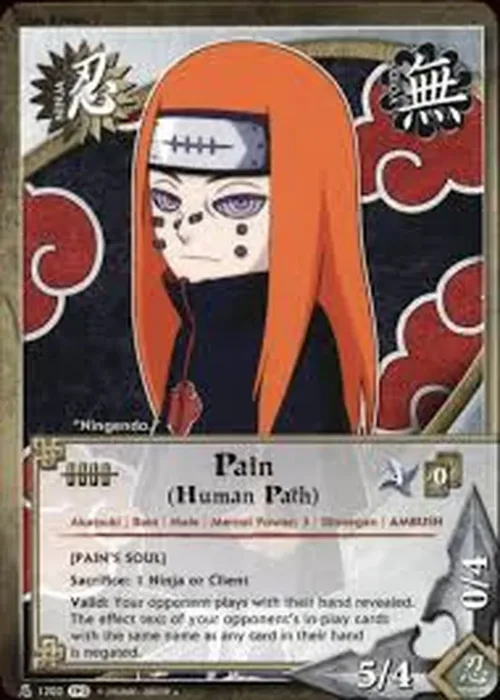 NINJA
忍
無
"Ningendo."
Pain
(Human Path)
0
Akatsuki | Rain | Male | Mental Power: 3 | Rinnegan | AMBUSH
[PAIN'S SOUL]
Sacrifice: 1 Ninja or Client
Valid: Your opponent plays with their hand revealed.
The effect text of your opponent's in-play cards
with the same name as any card in their hand
is negated.
0/4
5/4
忍